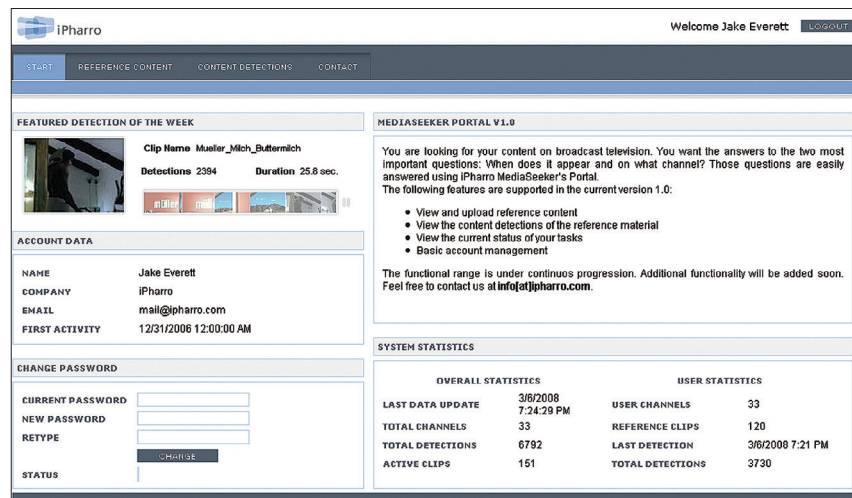 iPharro
Welcome Jake Everett LOGOUT
START REFERENCE CONTENT CONTENT DETECTIONS CONTACT
FEATURED DETECTION OF THE WEEK
Clip Name Mueller_Milch_Buttermilch
Detections 2394 Duration 25.8 sec.
müller
ACCOUNT DATA
NAME Jake Everett
COMPANY iPharro
EMAIL mail@ipharro.com
FIRST ACTIVITY 12/31/2006 12:00:00 AM
CHANGE PASSWORD
CURRENT PASSWORD
NEW PASSWORD
RETYPE
CHANGE
STATUS
MEDIASEEKER PORTAL V1.0
You are looking for your content on broadcast television. You want the answers to the two most
important questions: When does it appear and on what channel? Those questions are easily
answered using iPharro MediaSeeker's Portal.
The following features are supported in the current version 1.0:
• View and upload reference content
• View the content detections of the reference material
• View the current status of your tasks
• Basic account management
The functional range is under continuos progression. Additional functionality will be added soon.
Feel free to contact us at info[at]ipharro.com.
SYSTEM STATISTICS
OVERALL STATISTICS
LAST DATA UPDATE 3/6/2008
7:24:29 PM
TOTAL CHANNELS 33
TOTAL DETECTIONS 6792
ACTIVE CLIPS 151
USER STATISTICS
USER CHANNELS 33
REFERENCE CLIPS 120
LAST DETECTION 3/6/2008 7:21 PM
TOTAL DETECTIONS 3730